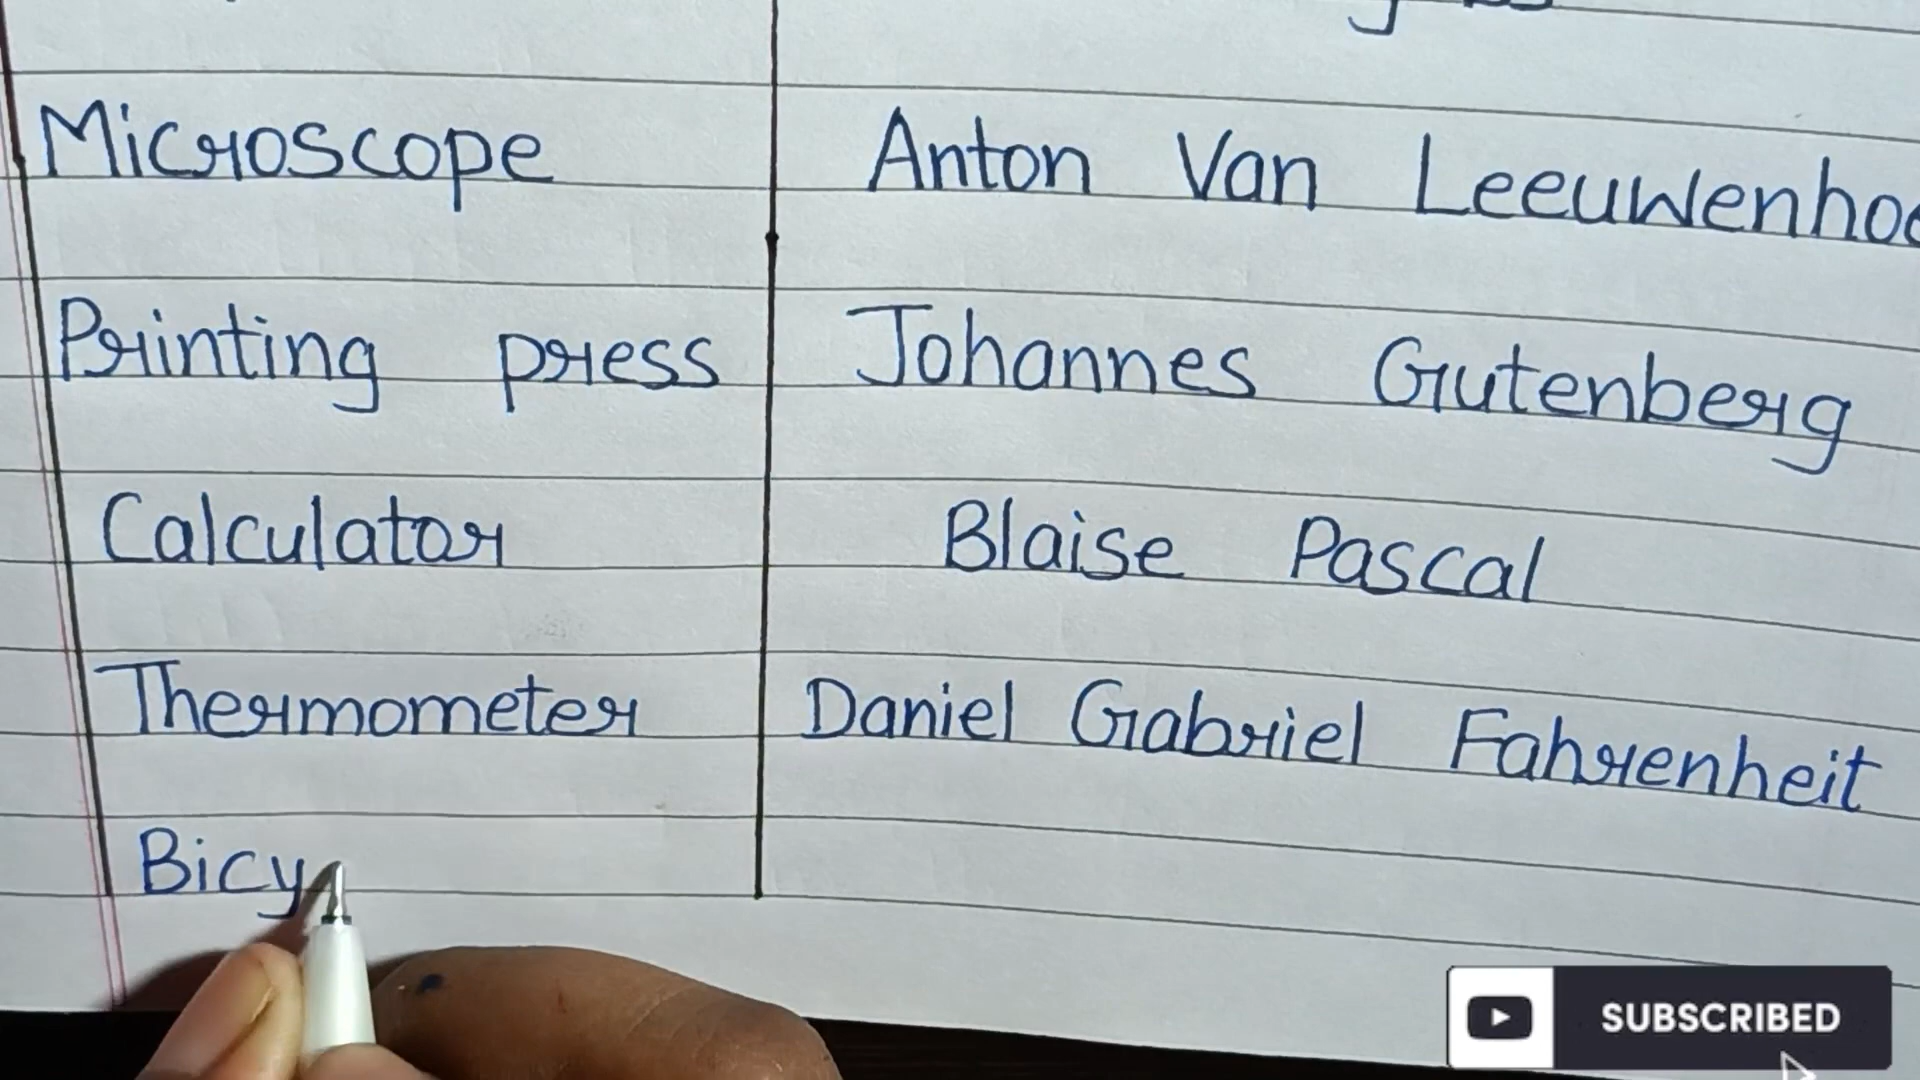 Microscope Anton Van Leeuwenho
Printing press Johannes Gutenberg
Calculator Blaise Pascal
Thermometer Daniel Gabriel Fahrenheit
Bicy
SUBSCRIBED